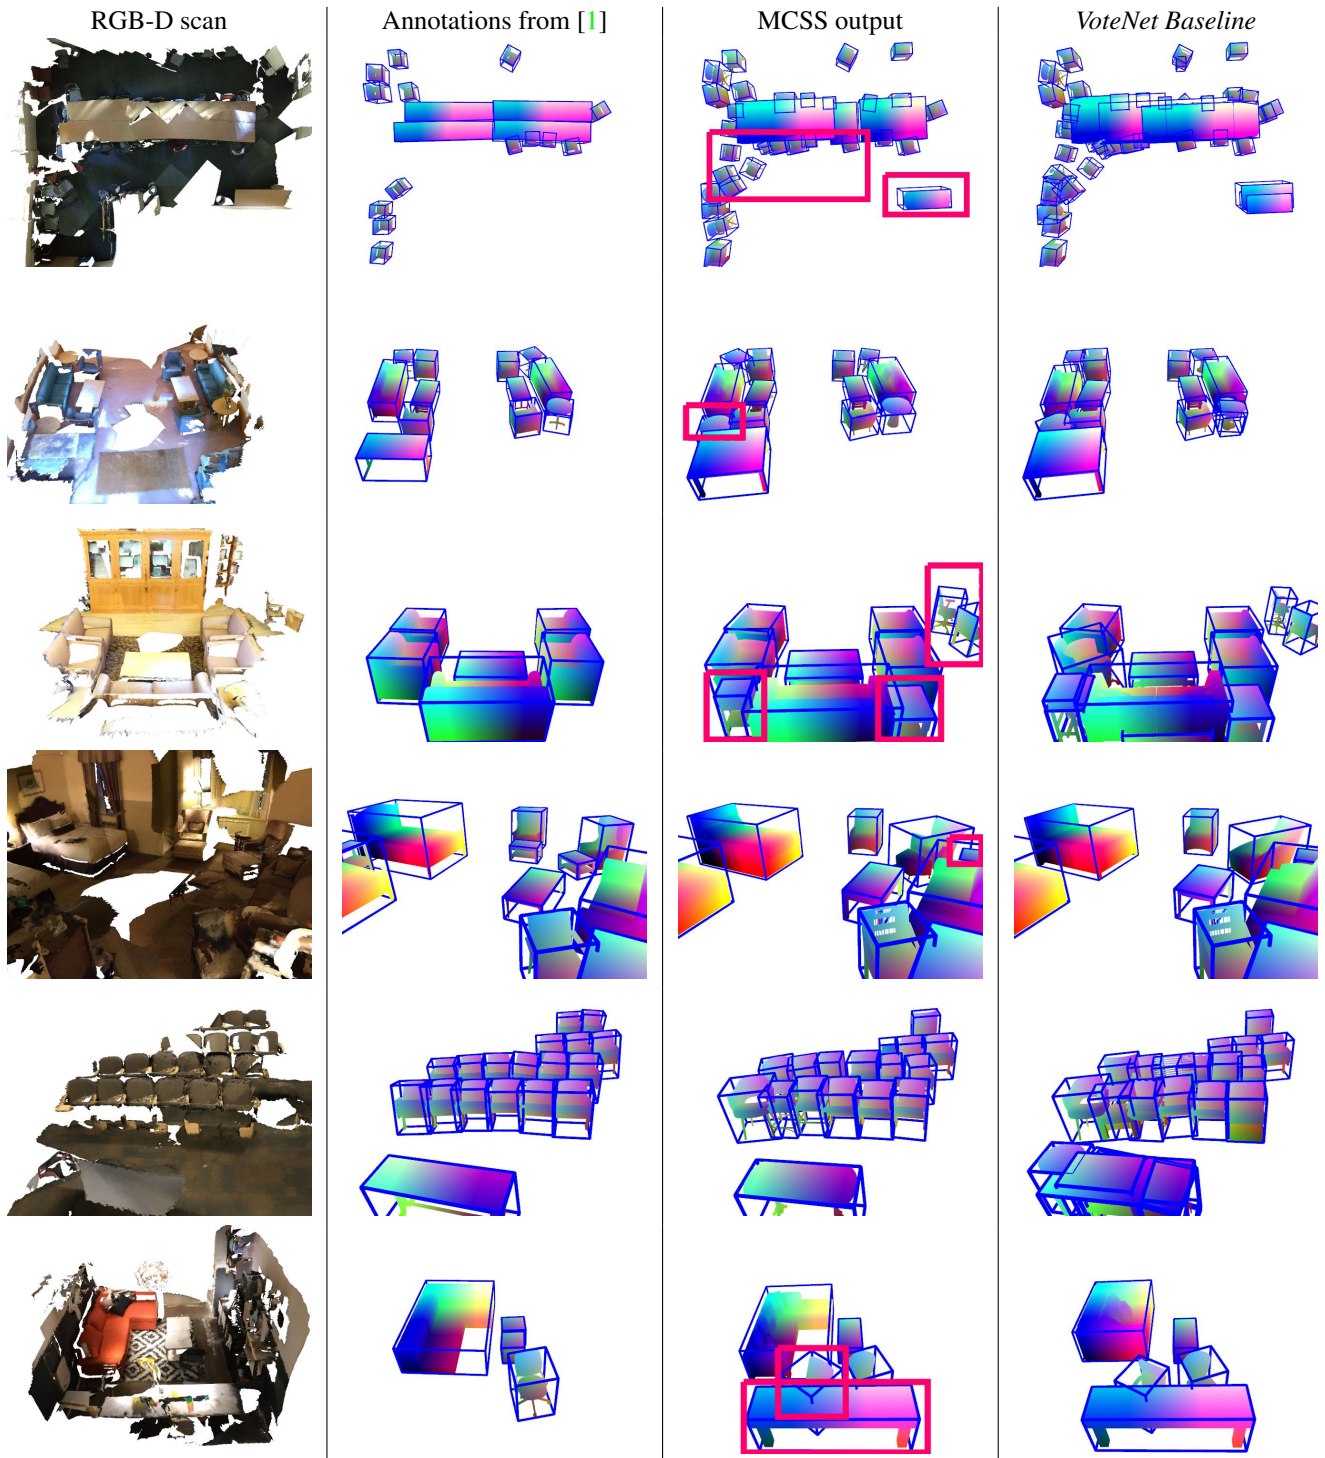 RGB-D scan
Annotations from [1]
MCSS output
VoteNet Baseline